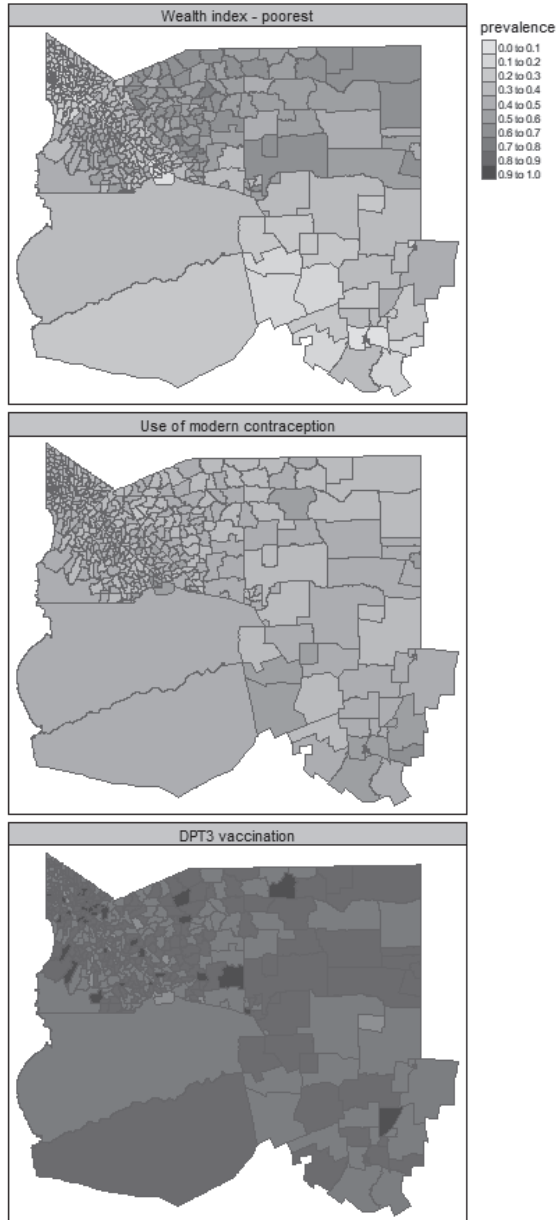 Wealth index - poorest
prevalence
0.0 to 0.1
0.1 to 0.2
0.2 to 0.3
0.3 to 0.4
0.4 to 0.5
0.5 to 0.6
0.6 to 0.7
0.7 to 0.8
0.8 to 0.9
0.9 to 1.0
Use of modern contraception
DPT3 vaccination